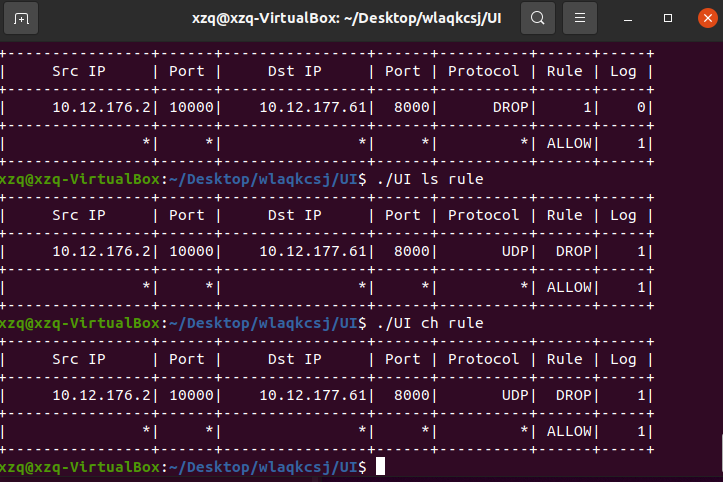 xzq@xzq-VirtualBox: ~/Desktop/wlaqkcsj/UI
+----------------+------+----------------+------+----------+------+-----+
|     Src IP     | Port |     Dst IP     | Port | Protocol | Rule | Log |
+----------------+------+----------------+------+----------+------+-----+
|     10.12.176.2| 10000|    10.12.177.61|  8000|      DROP|     1|    0|
+----------------+------+----------------+------+----------+------+-----+
|               *|     *|               *|     *|         *| ALLOW|    1|
+----------------+------+----------------+------+----------+------+-----+
xzq@xzq-VirtualBox:~/Desktop/wlaqkcsj/UI$ ./UI ls rule
+----------------+------+----------------+------+----------+------+-----+
|     Src IP     | Port |     Dst IP     | Port | Protocol | Rule | Log |
+----------------+------+----------------+------+----------+------+-----+
|     10.12.176.2| 10000|    10.12.177.61|  8000|       UDP|  DROP|    1|
+----------------+------+----------------+------+----------+------+-----+
|               *|     *|               *|     *|         *| ALLOW|    1|
+----------------+------+----------------+------+----------+------+-----+
xzq@xzq-VirtualBox:~/Desktop/wlaqkcsj/UI$ ./UI ch rule
+----------------+------+----------------+------+----------+------+-----+
|     Src IP     | Port |     Dst IP     | Port | Protocol | Rule | Log |
+----------------+------+----------------+------+----------+------+-----+
|     10.12.176.2| 10000|    10.12.177.61|  8000|       UDP|  DROP|    1|
+----------------+------+----------------+------+----------+------+-----+
|               *|     *|               *|     *|         *| ALLOW|    1|
+----------------+------+----------------+------+----------+------+-----+
xzq@xzq-VirtualBox:~/Desktop/wlaqkcsj/UI$